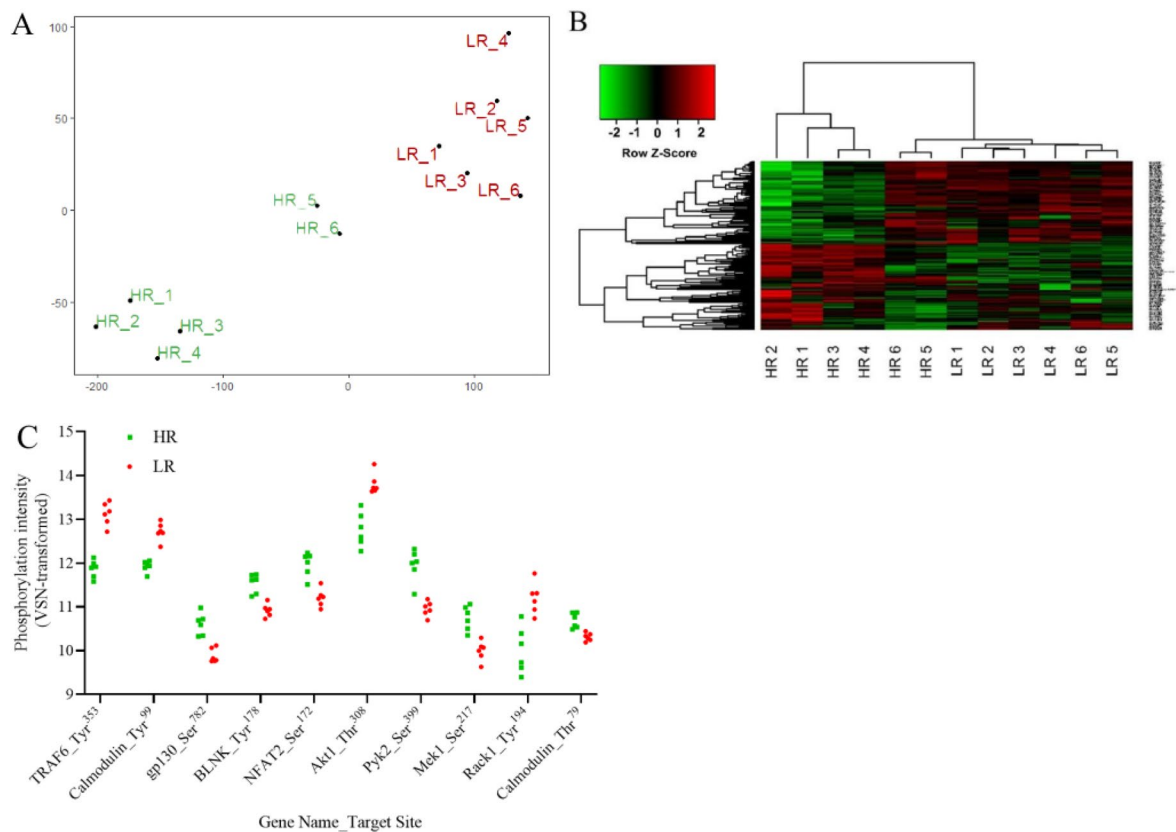 A
100
50
0
-50
-200
-100
0
100
LR_4
LR_2
LR_5
LR_1
LR_3
LR_6
HR_5
HR_6
HR_1
HR_2
HR_3
HR_4
B
-2 -1 0 1 2
Row Z-Score
HR 2
HR 1
HR 3
HR 4
HR 6
HR 5
LR 1
LR 2
LR 3
LR 4
LR 6
LR 5
C
HR
LR
Phosphorylation intensity
(VSN-transformed)
15
14
13
12
11
10
9
TRAF6_Tyr³⁵³
Calmodulin_Tyr⁹⁹
gp130_Ser⁷⁸²
BLNK_Tyr¹⁷⁸
NFAT2_Ser¹⁷²
Akt1_Thr³⁰⁸
Pyk2_Ser³⁹⁹
Mek1_Ser²¹⁷
Rack1_Tyr¹⁹⁴
Calmodulin_Thr⁷⁹
Gene Name_Target Site